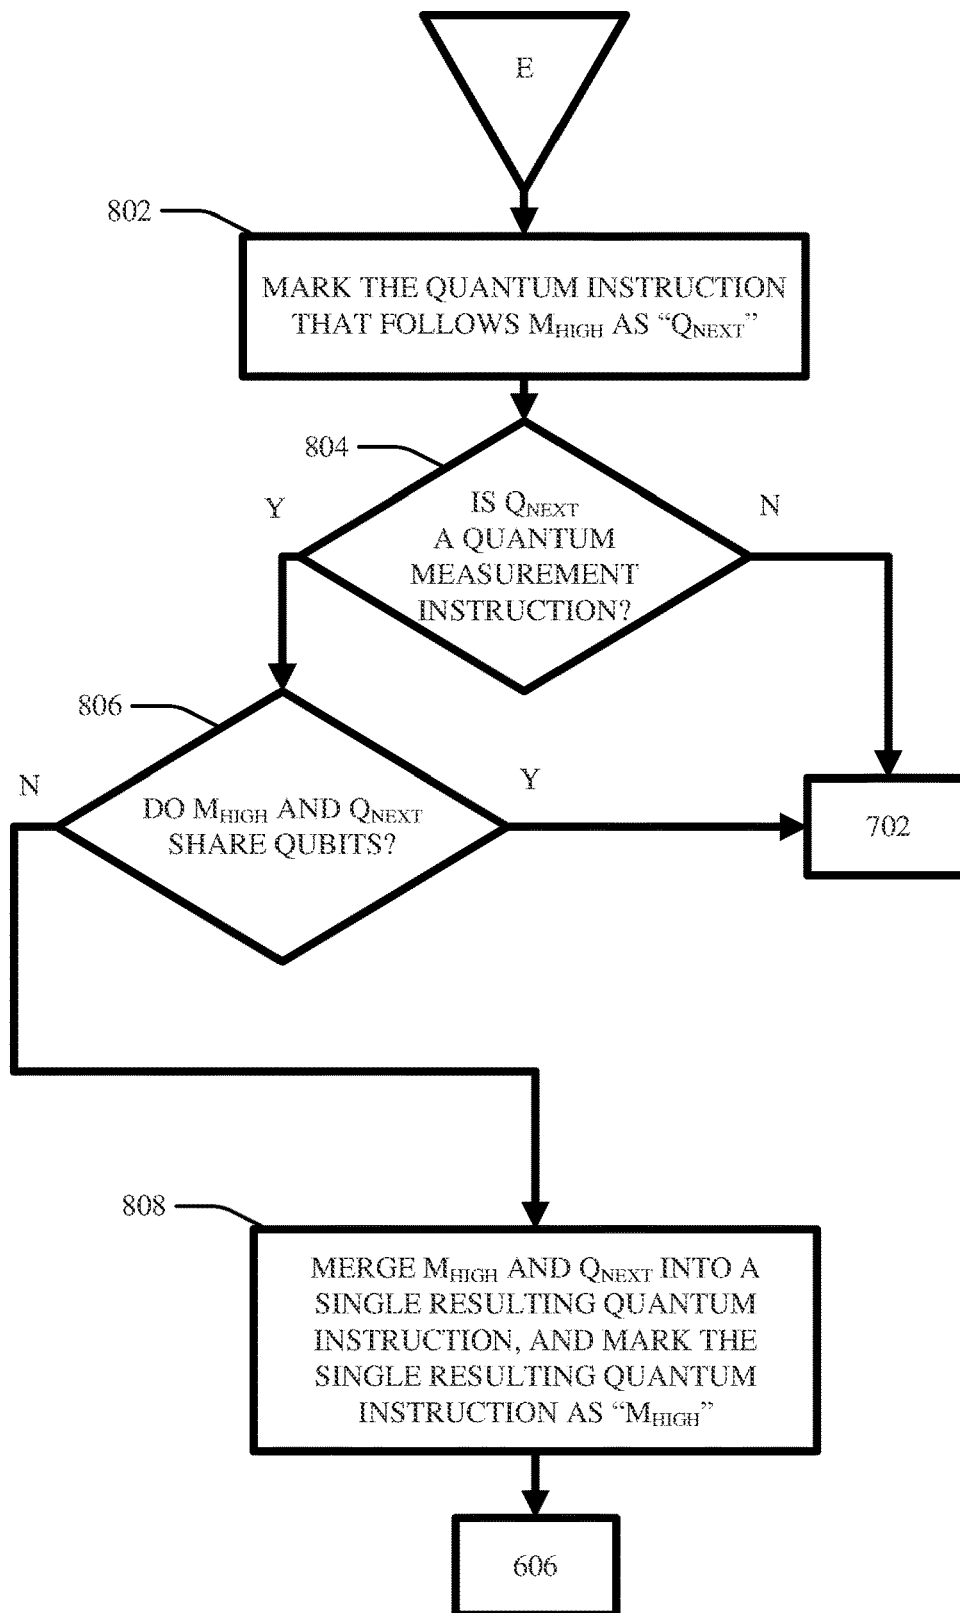 E
802
MARK THE QUANTUM INSTRUCTION
THAT FOLLOWS MHIGH AS “QNEXT”
804
Y
N
IS QNEXT
A QUANTUM
MEASUREMENT
INSTRUCTION?
806
N
Y
DO MHIGH AND QNEXT
SHARE QUBITS?
702
808
MERGE MHIGH AND QNEXT INTO A
SINGLE RESULTING QUANTUM
INSTRUCTION, AND MARK THE
SINGLE RESULTING QUANTUM
INSTRUCTION AS “MHIGH”
606